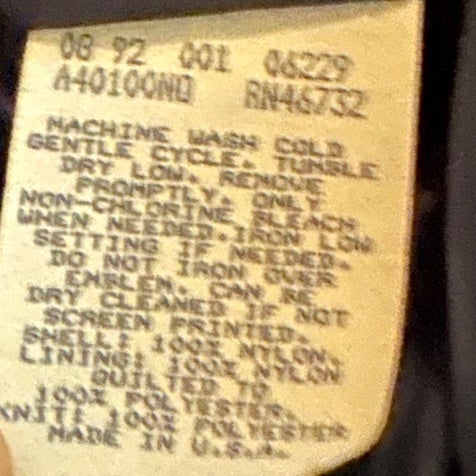 08 92 001 06229
A40100NQ RN46732
MACHINE WASH COLD
GENTLE CYCLE. TUMBLE
DRY LOW. REMOVE
PROMPTLY. ONLY
NON-CHLORINE BLEACH
WHEN NEEDED.IRON LOW
SETTING IF NEEDED.
DO NOT IRON OVER
EMBLEM. CAN BE
DRY CLEANED IF NOT
SCREEN PRINTED.
SHELL: 100% NYLON.
LINING: 100% NYLON
QUILTED TO
100% POLYESTER.
KNIT: 100% POLYESTER
MADE IN U.S.A.